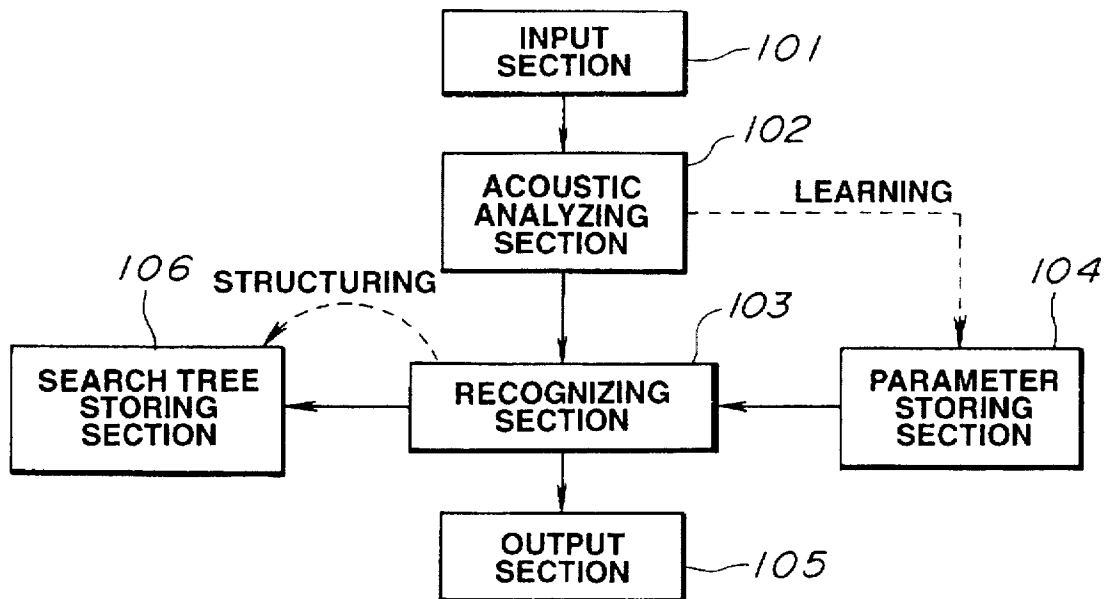 INPUT
SECTION
101
102
ACOUSTIC
ANALYZING
SECTION
LEARNING
106
STRUCTURING
103
104
SEARCH TREE
STORING
SECTION
RECOGNIZING
SECTION
PARAMETER
STORING
SECTION
OUTPUT
SECTION
105